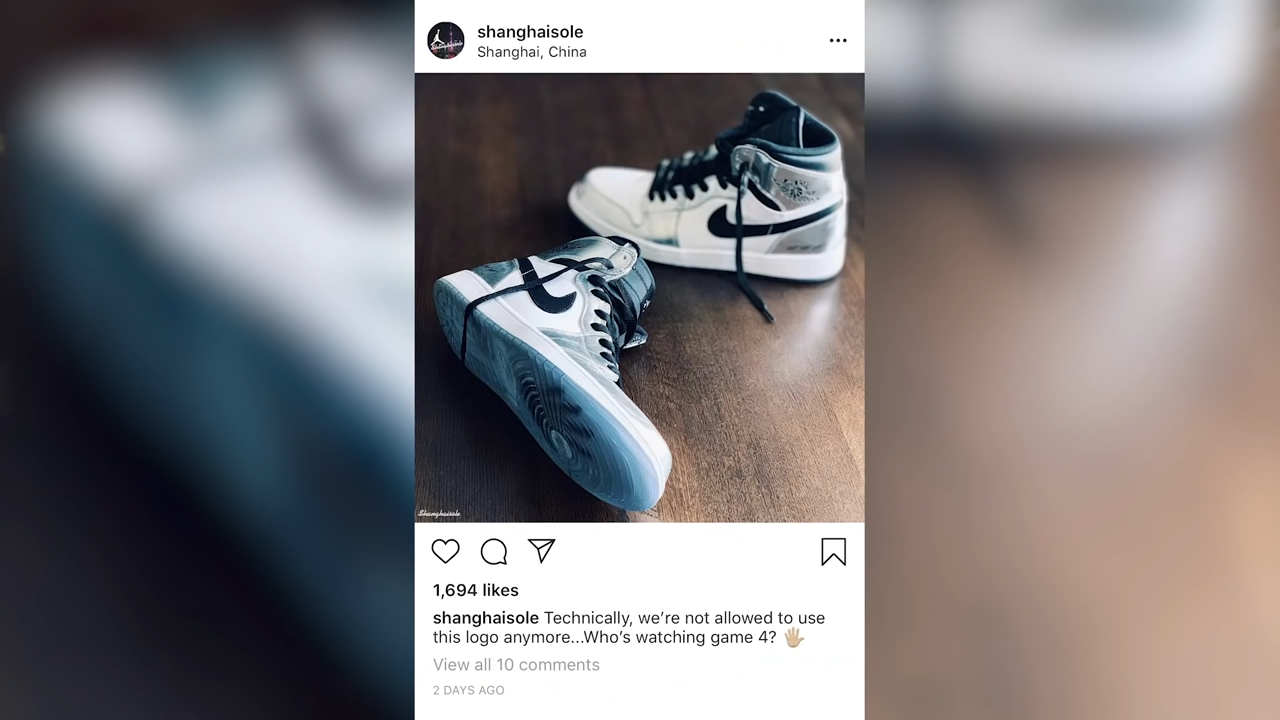 shanghaisole
Shanghai, China
Shanghaisole
1,694 likes
shanghaisole Technically, we’re not allowed to use
this logo anymore...Who’s watching game 4? 🖐🏼
View all 10 comments
2 DAYS AGO